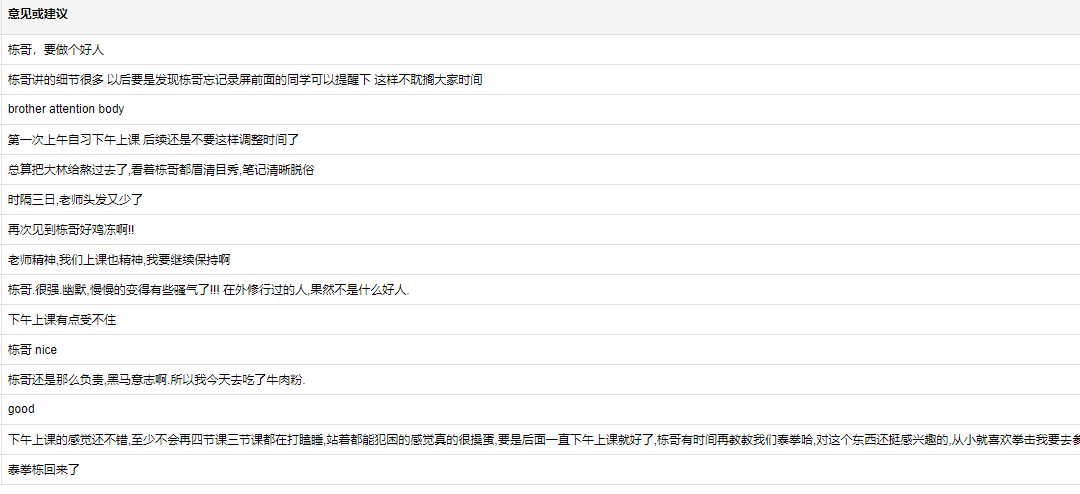 意见或建议
栋哥，要做个好人
栋哥讲的细节很多 以后要是发现栋哥忘记录屏前面的同学可以提醒下 这样不耽搁大家时间
brother attention body
第一次上午自习下午上课 后续还是不要这样调整时间了
总算把大林给熬过去了,看着栋哥都眉清目秀,笔记清晰脱俗
时隔三日,老师头发又少了
再次见到栋哥好鸡冻啊!!
老师精神,我们上课也精神,我要继续保持啊
栋哥.很强.幽默,慢慢的变得有些骚气了!!! 在外修行过的人,果然不是什么好人.
下午上课有点受不住
栋哥 nice
栋哥还是那么负责,黑马意志啊.所以我今天去吃了牛肉粉.
good
下午上课的感觉还不错,至少不会再四节课三节课都在打瞌睡,站着都能犯困的感觉真的很操蛋,要是后面一直下午上课就好了,栋哥有时间再教教我们泰拳哈,对这个东西还挺感兴趣的,从小就喜欢拳击我要去参
泰拳栋回来了